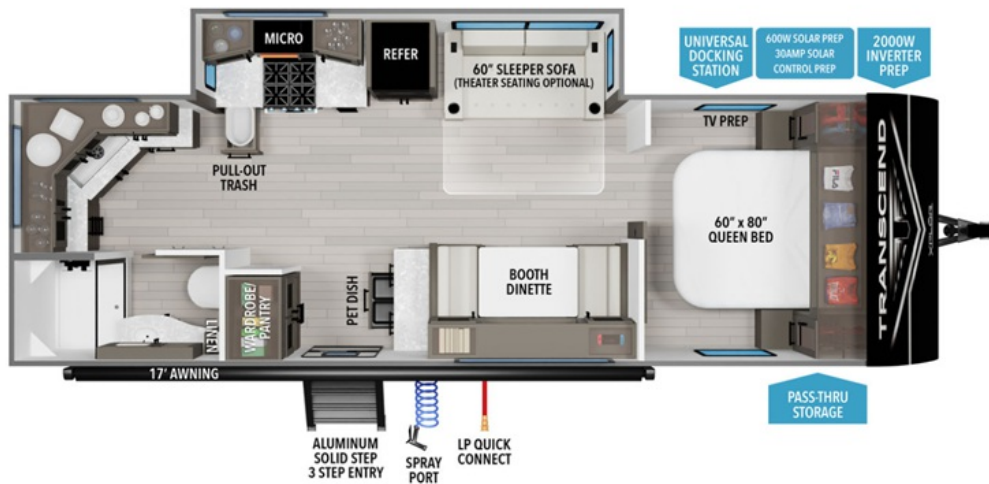 MICRO
REFER
60" SLEEPER SOFA
(THEATER SEATING OPTIONAL)
UNIVERSAL
DOCKING
STATION
600W SOLAR PREP
30AMP SOLAR
CONTROL PREP
2000W
INVERTER
PREP
TV PREP
PULL-OUT
TRASH
60" x 80"
QUEEN BED
FILA
TRANSCEND
XPLOR
BOOTH
DINETTE
PET DISH
WARDROBE/
PANTRY
LINEN
17' AWNING
PASS-THRU
STORAGE
ALUMINUM
SOLID STEP
3 STEP ENTRY
SPRAY
PORT
LP QUICK
CONNECT